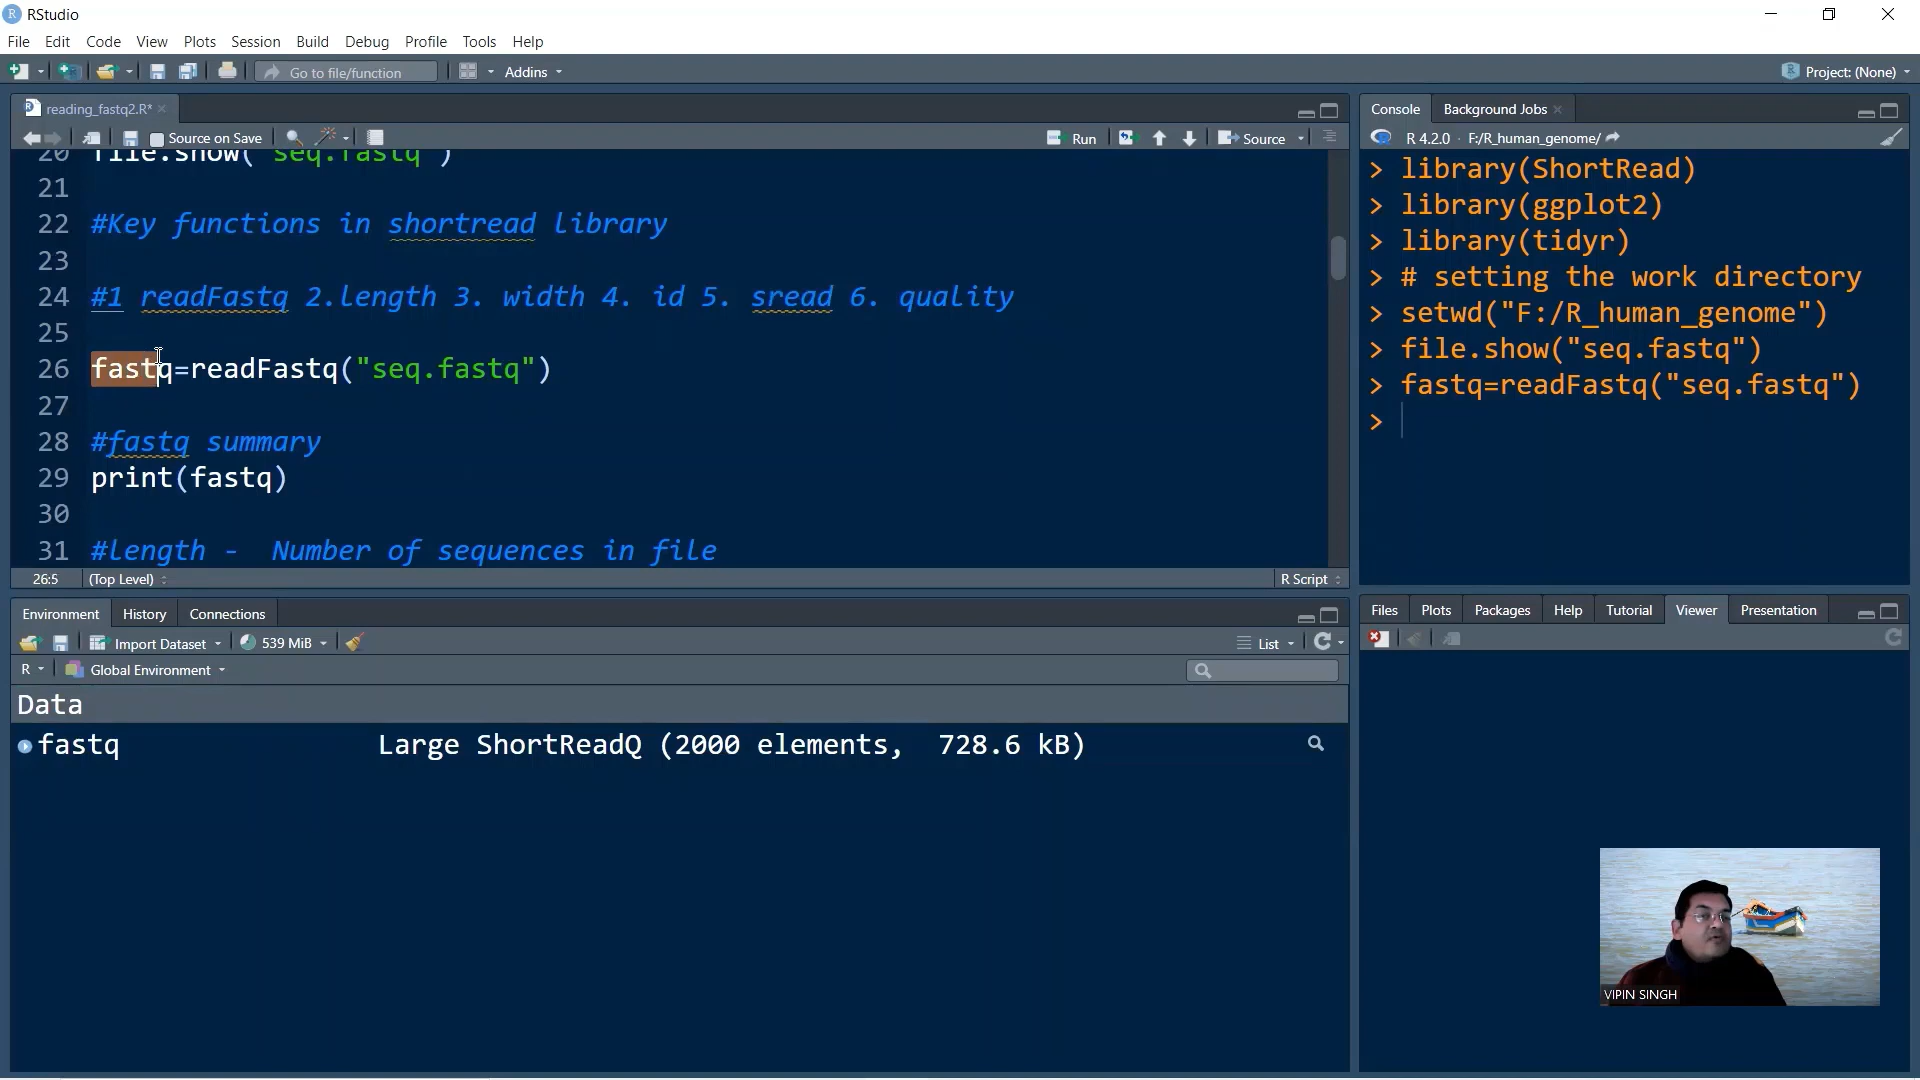 RStudio
File Edit Code View Plots Session Build Debug Profile Tools Help
Go to file/function Addins Project: (None)
reading_fastq2.R*
Source on Save Run Source
20 file.show("seq.fastq")
21
22 #Key functions in shortread library
23
24 #1 readFastq 2.length 3. width 4. id 5. sread 6. quality
25
26 fastq=readFastq("seq.fastq")
27
28 #fastq summary
29 print(fastq)
30
31 #length - Number of sequences in file
26:5 (Top Level) R Script
Environment History Connections
Import Dataset 539 MiB List
R Global Environment
Data
fastq Large ShortReadQ (2000 elements, 728.6 kB)
Console Background Jobs
R 4.2.0 · F:/R_human_genome/
> library(ShortRead)
> library(ggplot2)
> library(tidyr)
> # setting the work directory
> setwd("F:/R_human_genome")
> file.show("seq.fastq")
> fastq=readFastq("seq.fastq")
>
Files Plots Packages Help Tutorial Viewer Presentation
VIPIN SINGH